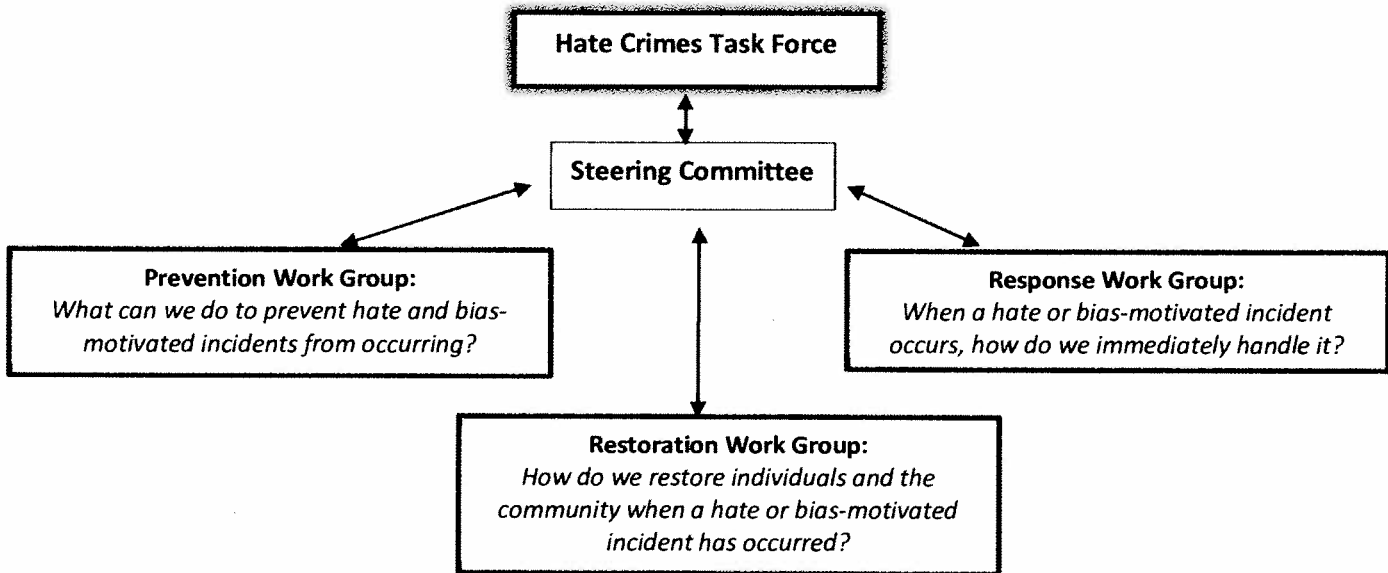 Hate Crimes Task Force
Steering Committee
Prevention Work Group:
What can we do to prevent hate and bias-
motivated incidents from occurring?
Response Work Group:
When a hate or bias-motivated incident
occurs, how do we immediately handle it?
Restoration Work Group:
How do we restore individuals and the
community when a hate or bias-motivated
incident has occurred?